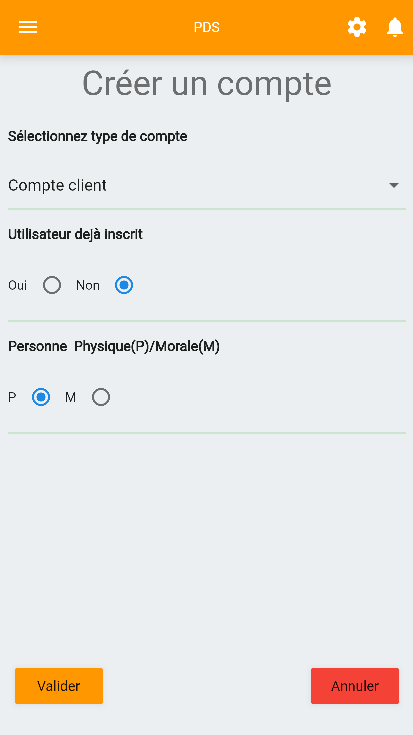 PDS
Créer un compte
Sélectionnez type de compte
Compte client
Utilisateur dejà inscrit
Oui Non
Personne Physique(P)/Morale(M)
P M
Valider Annuler